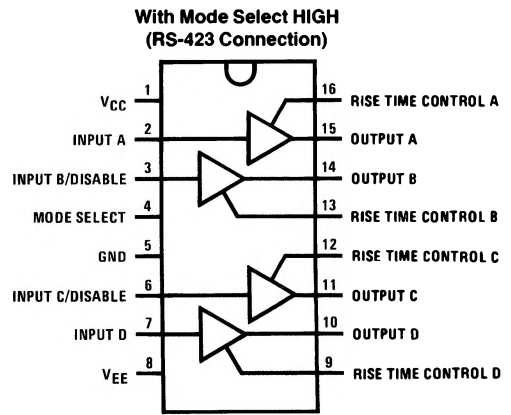 With Mode Select HIGH
(RS-423 Connection)
VCC 1 16 RISE TIME CONTROL A
INPUT A 2 15 OUTPUT A
INPUT B/DISABLE 3 14 OUTPUT B
MODE SELECT 4 13 RISE TIME CONTROL B
GND 5 12 RISE TIME CONTROL C
INPUT C/DISABLE 6 11 OUTPUT C
INPUT D 7 10 OUTPUT D
VEE 8 9 RISE TIME CONTROL D